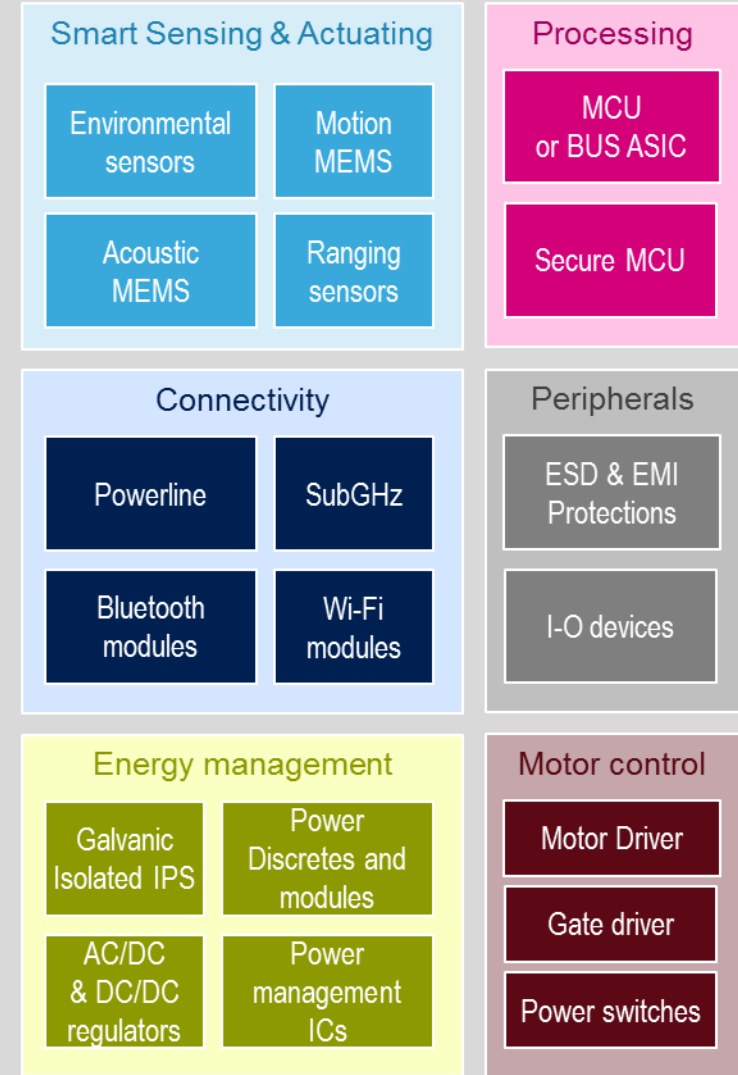 Smart Sensing & Actuating
Environmental
sensors
Motion
MEMS
Acoustic
MEMS
Ranging
sensors
Processing
MCU
or BUS ASIC
Secure MCU
Connectivity
Powerline
SubGHz
Bluetooth
modules
Wi-Fi
modules
Peripherals
ESD & EMI
Protections
I-O devices
Energy management
Galvanic
Isolated IPS
Power
Discretes and
modules
AC/DC
& DC/DC
regulators
Power
management
ICs
Motor control
Motor Driver
Gate driver
Power switches